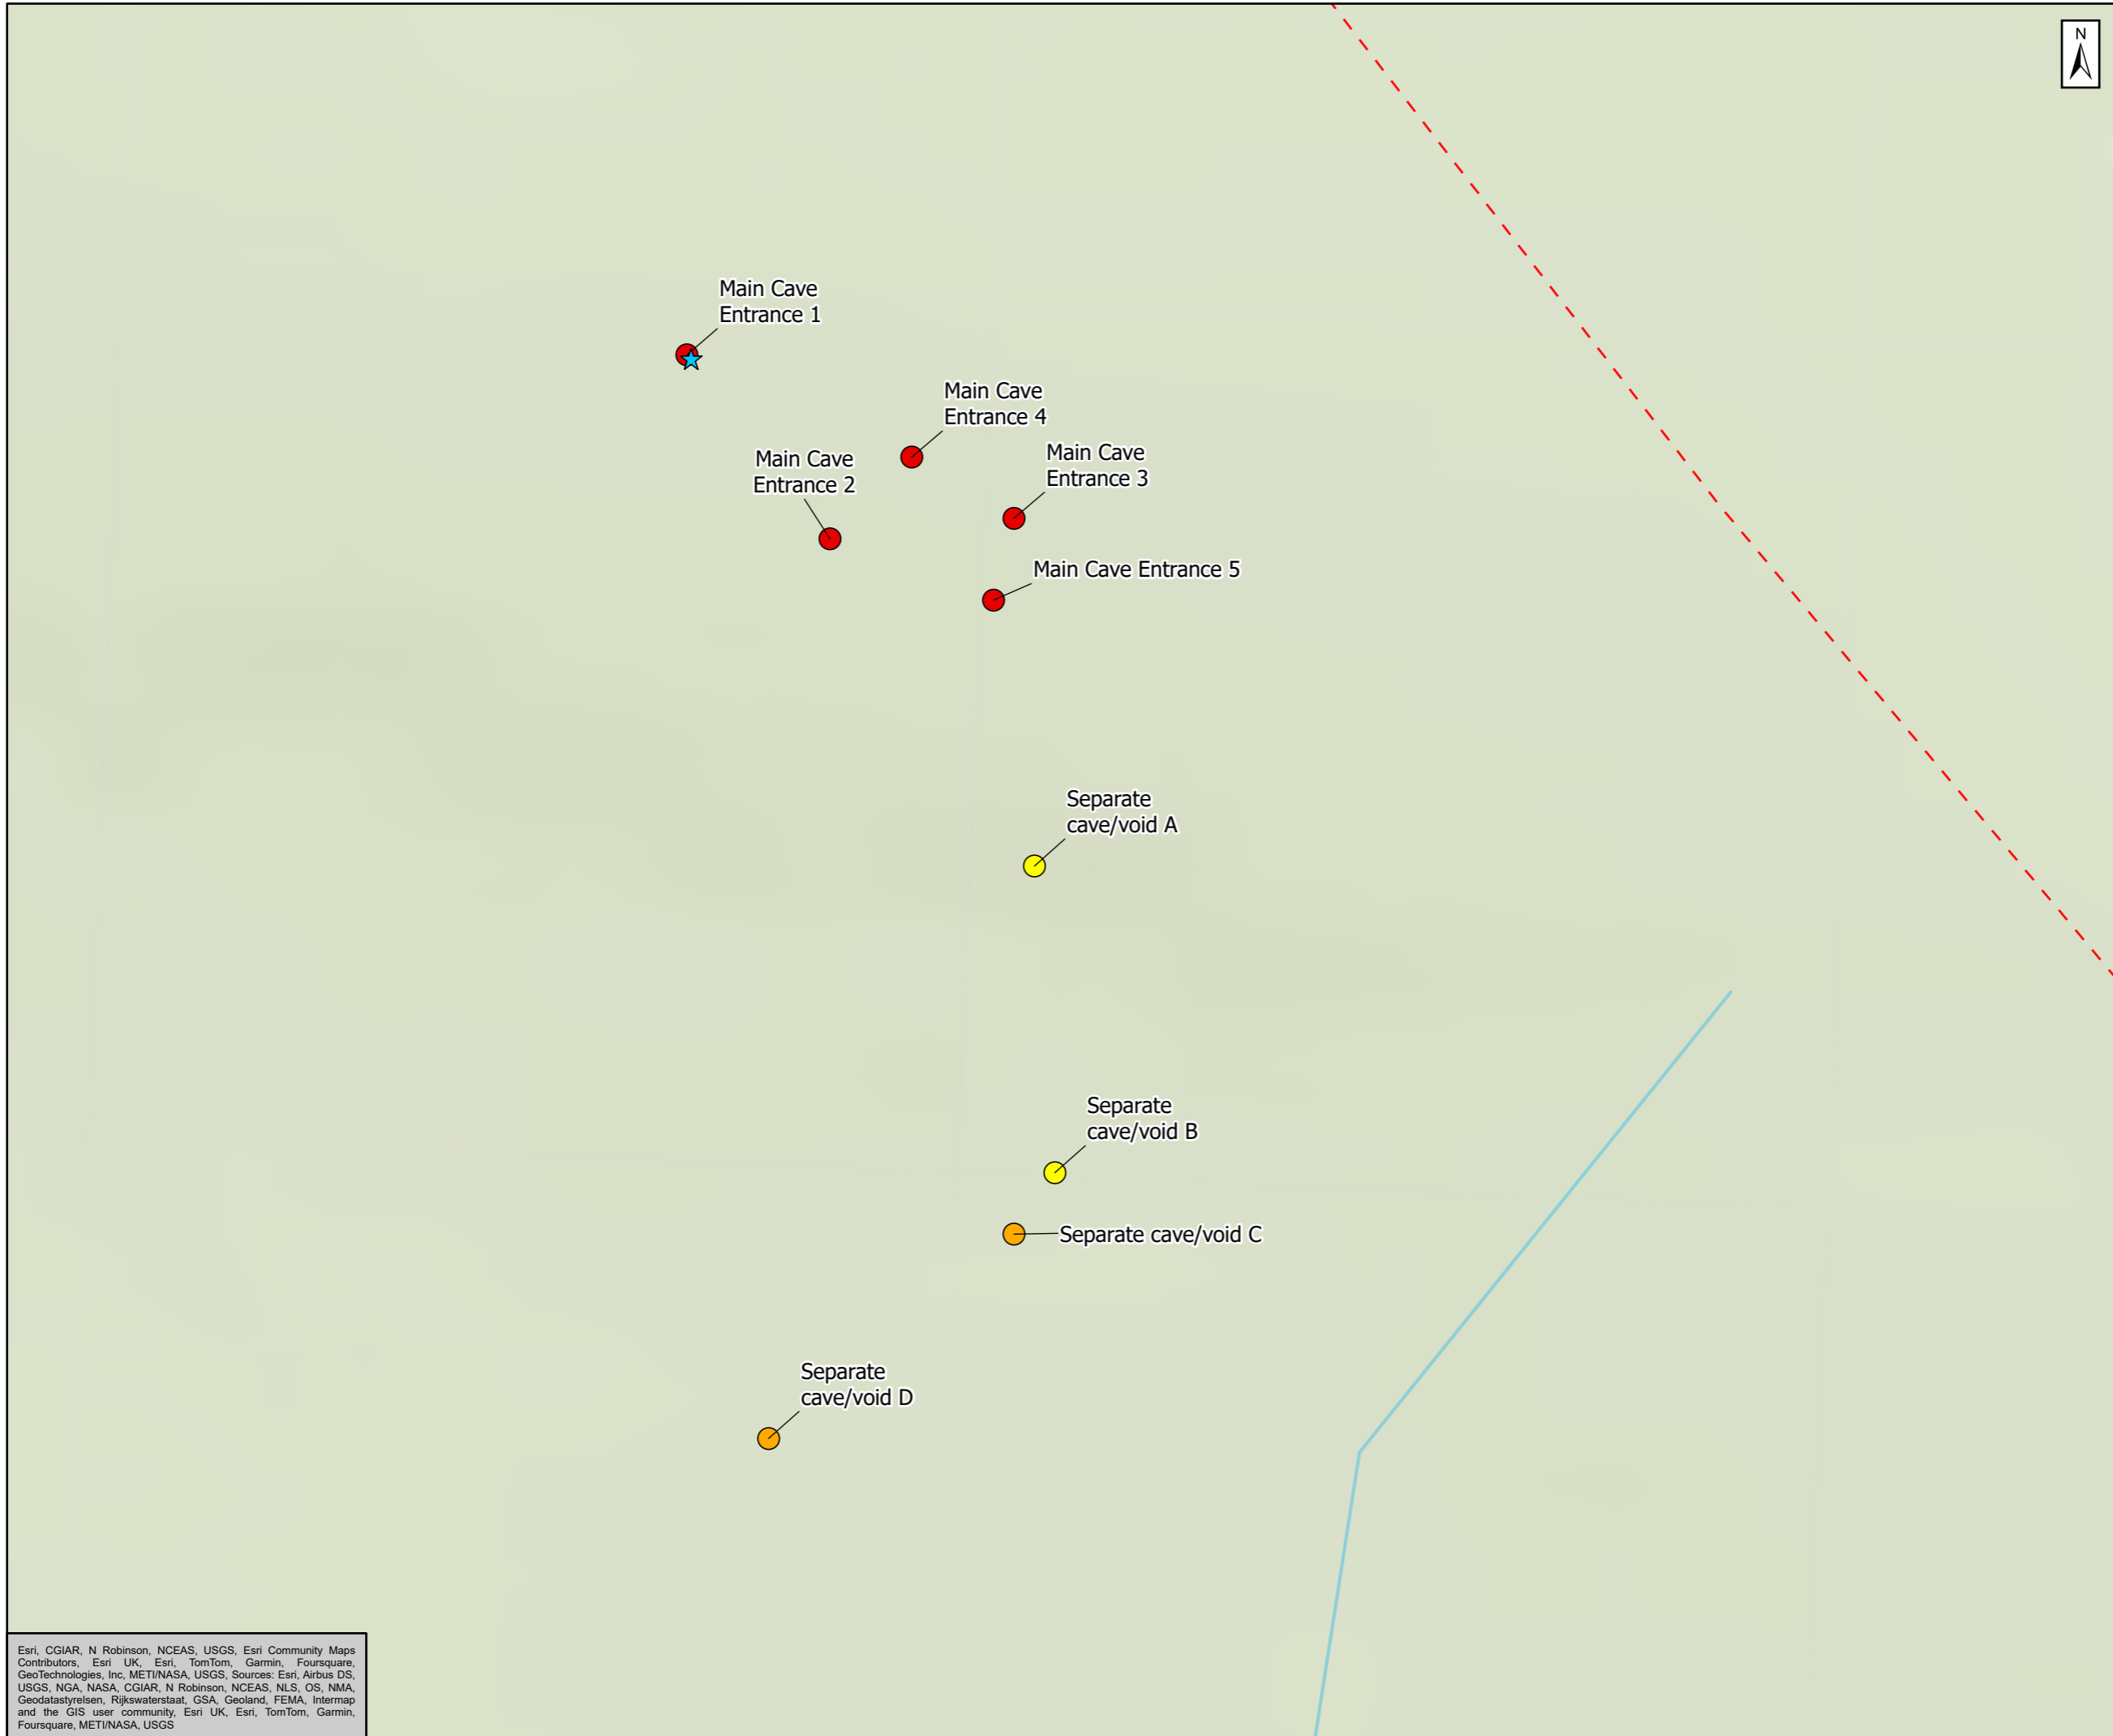 N
Main Cave
Entrance 1
Main Cave
Entrance 4
Main Cave
Entrance 3
Main Cave
Entrance 2
Main Cave Entrance 5
Separate
cave/void A
Separate
cave/void B
Separate cave/void C
Separate
cave/void D
Esri, CGIAR, N Robinson, NCEAS, USGS, Esri Community Maps
Contributors, Esri UK, Esri, TomTom, Garmin, Foursquare,
GeoTechnologies, Inc, METI/NASA, USGS, Sources: Esri, Airbus DS,
USGS, NGA, NASA, CGIAR, N Robinson, NCEAS, NLS, OS, NMA,
Geodatastyrelsen, Rijkswaterstaat, GSA, Geoland, FEMA, Intermap
and the GIS user community, Esri UK, Esri, TomTom, Garmin,
Foursquare, METI/NASA, USGS